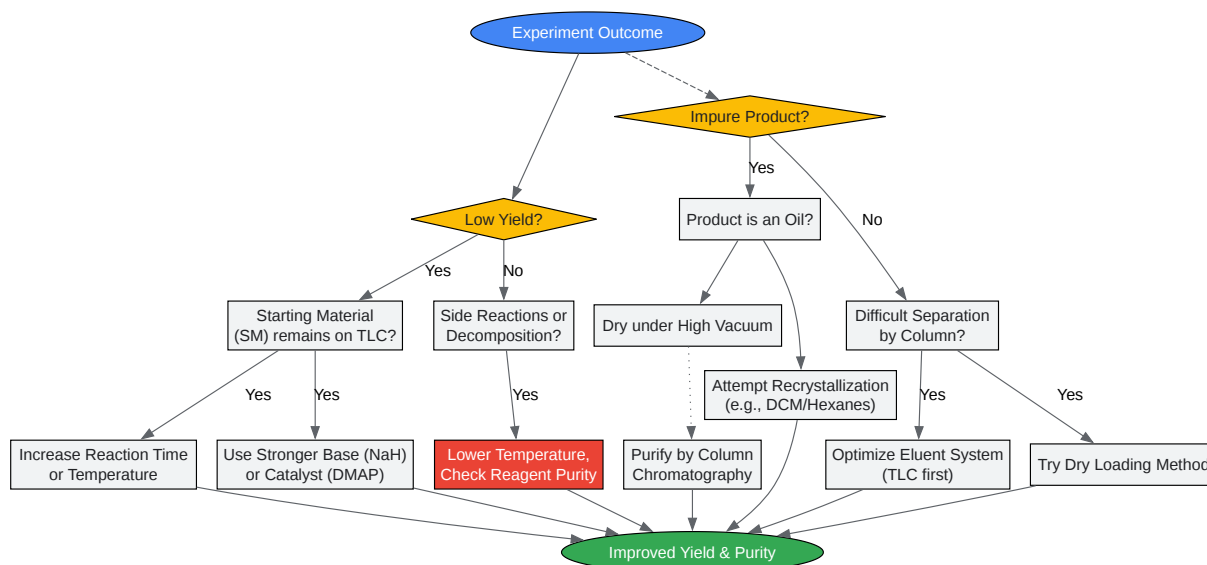 Experiment Outcome
Impure Product?
Yes
Low Yield?
Product is an Oil?
No
Yes
No
Starting Material
(SM) remains on TLC?
Side Reactions or
Decomposition?
Dry under High Vacuum
Difficult Separation
by Column?
Yes
Yes
Yes
Attempt Recrystallization
(e.g., DCM/Hexanes)
Yes
Yes
Increase Reaction Time
or Temperature
Use Stronger Base (NaH)
or Catalyst (DMAP)
Lower Temperature,
Check Reagent Purity
Purify by Column
Chromatography
Optimize Eluent System
(TLC first)
Try Dry Loading Method
Improved Yield & Purity